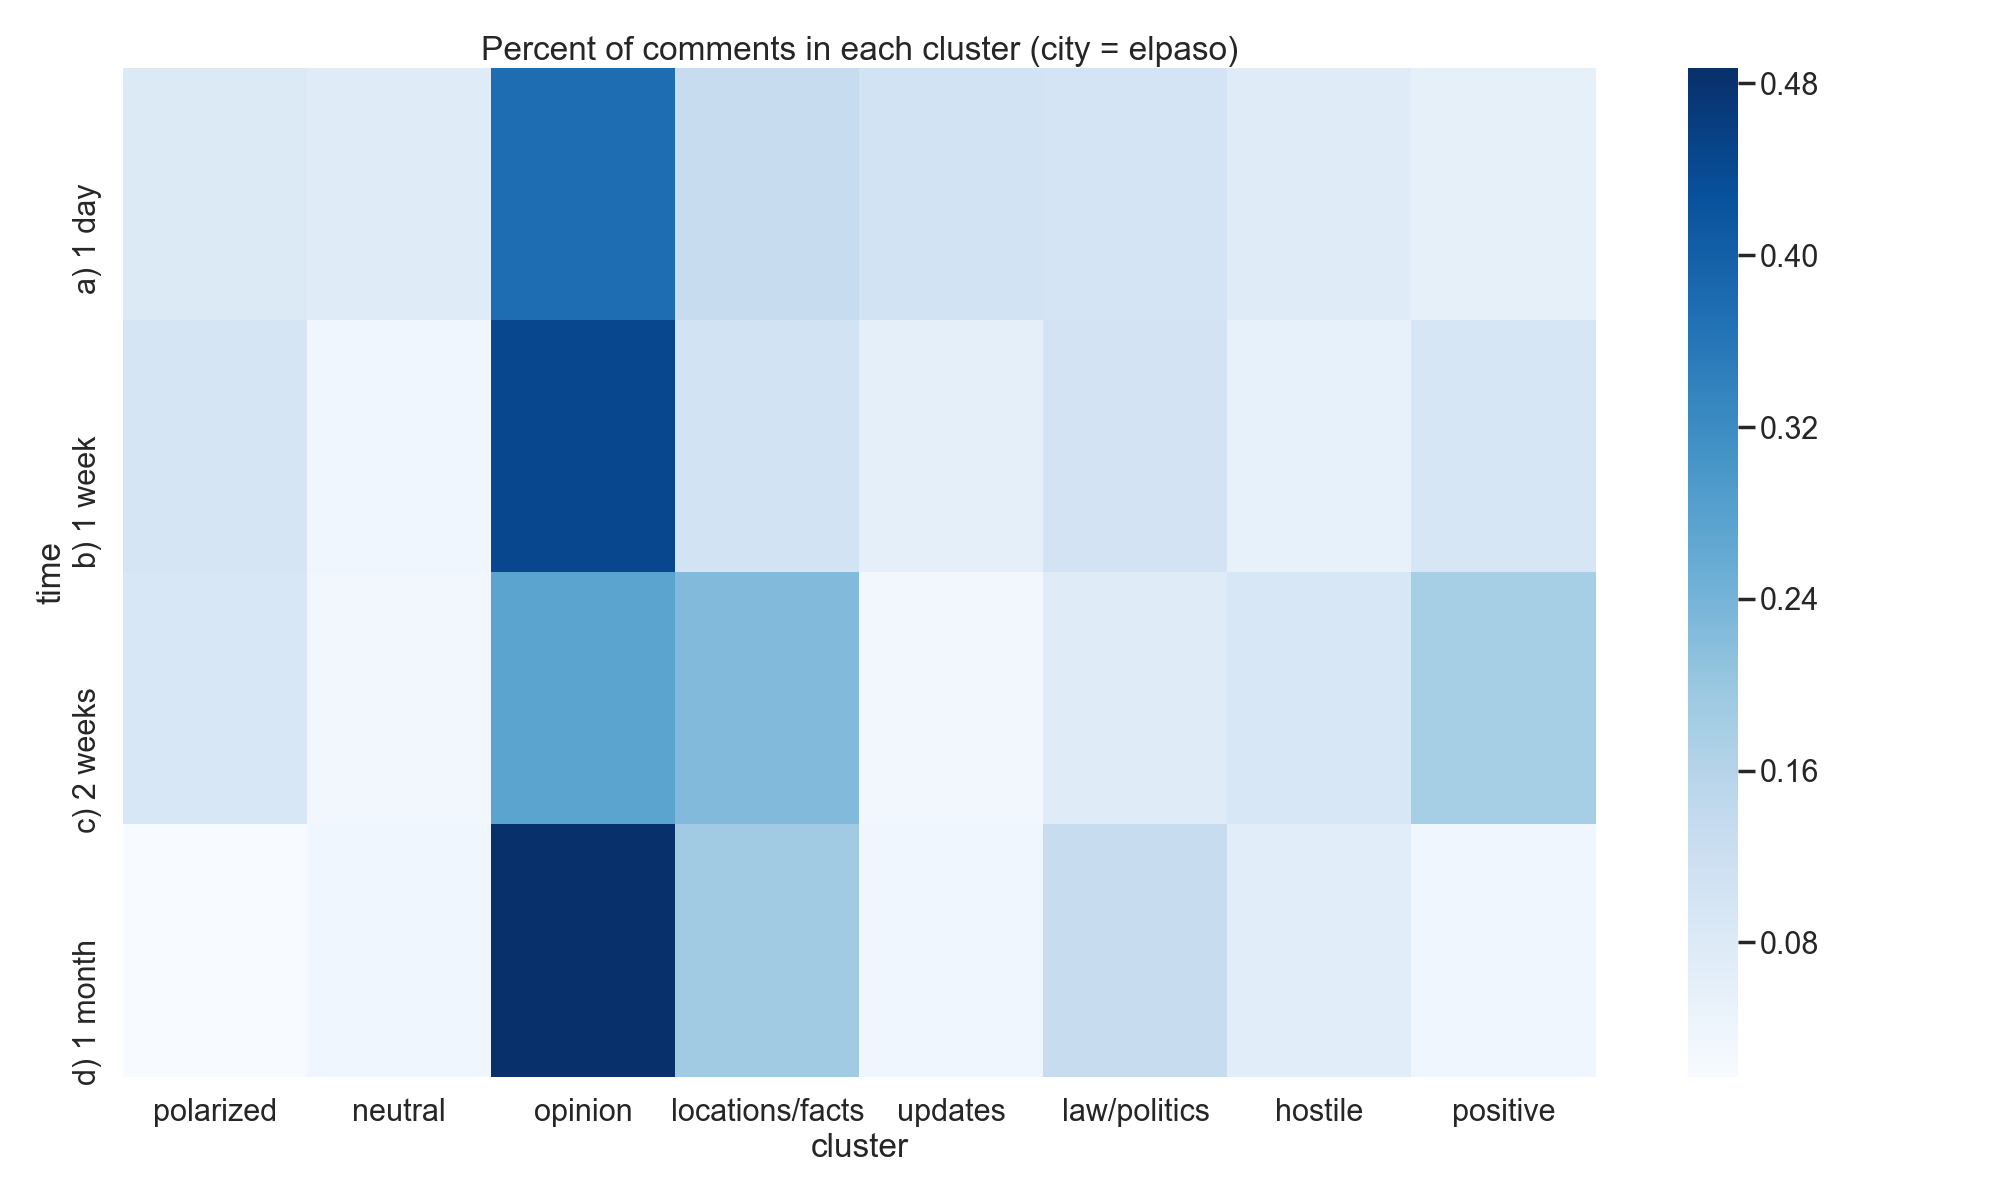 Percent of comments in each cluster (city = elpaso)
time
a) 1 day
b) 1 week
c) 2 weeks
d) 1 month
polarized
neutral
opinion
locations/facts
updates
law/politics
hostile
positive
cluster
0.48
0.40
0.32
0.24
0.16
0.08